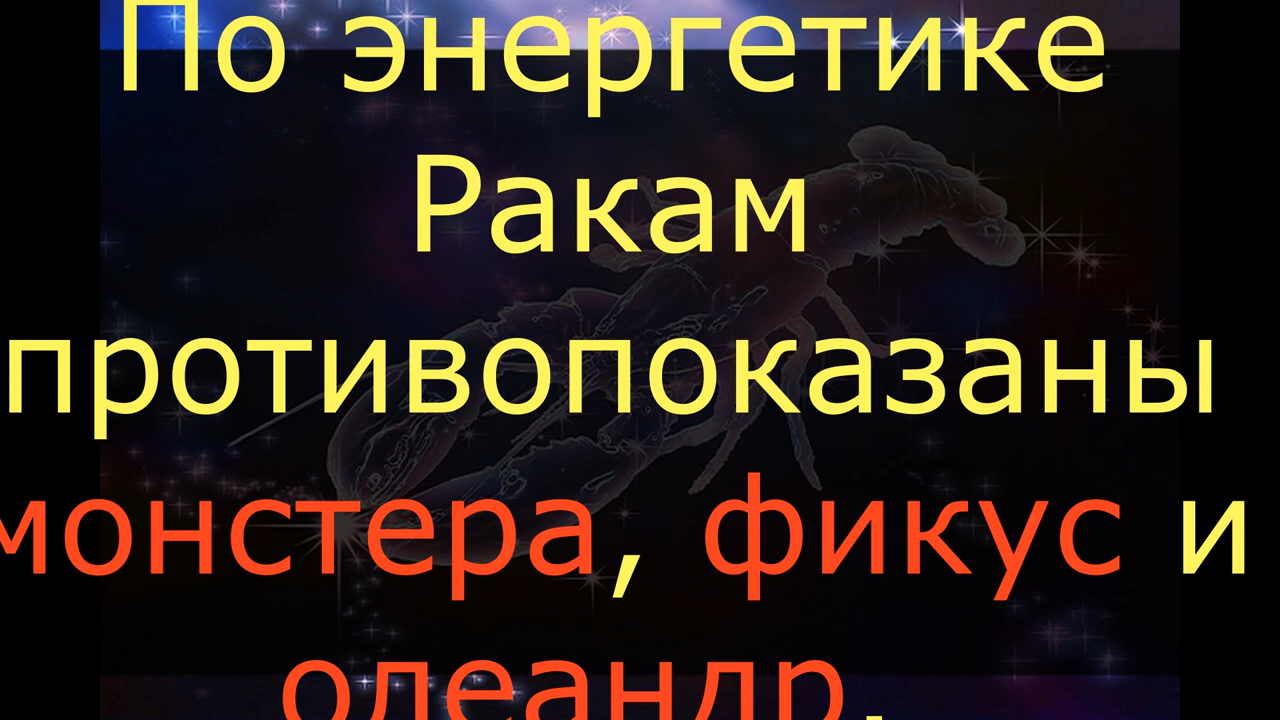 По энергетике
Ракам
противопоказаны
монстера, фикус и
олеандр.